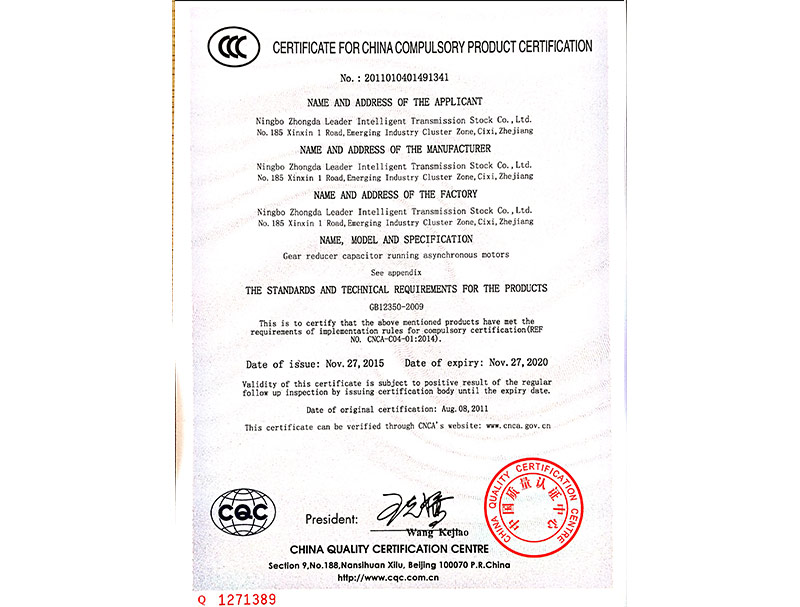 CERTIFICATE FOR CHINA COMPULSORY PRODUCT CERTIFICATION
No.: 2011010401491341
NAME AND ADDRESS OF THE APPLICANT
Ningbo Zhongda Leader Intelligent Transmission Stock Co., Ltd.
No. 185 Xinxin 1 Road, Emerging Industry Cluster Zone, Cixi, Zhejiang
NAME AND ADDRESS OF THE MANUFACTURER
Ningbo Zhongda Leader Intelligent Transmission Stock Co., Ltd.
No. 185 Xinxin 1 Road, Emerging Industry Cluster Zone, Cixi, Zhejiang
NAME AND ADDRESS OF THE FACTORY
Ningbo Zhongda Leader Intelligent Transmission Stock Co., Ltd.
No. 185 Xinxin 1 Road, Emerging Industry Cluster Zone, Cixi, Zhejiang
NAME, MODEL AND SPECIFICATION
Gear reducer capacitor running asynchronous motors
See appendix
THE STANDARDS AND TECHNICAL REQUIREMENTS FOR THE PRODUCTS
GB12350-2009
This is to certify that the above mentioned products have met the
requirements of implementation rules for compulsory certification(REF
NO. CNCA-C04-01:2014).
Date of issue: Nov. 27, 2015 Date of expiry: Nov. 27, 2020
Validity of this certificate is subject to positive result of the regular
follow up inspection by issuing certification body until the expiry date.
Date of original certification: Aug. 08, 2011
This certificate can be verified through CNCA's website: www.cnca.gov.cn
CQC
President:
Wang Kejiao
CHINA QUALITY CERTIFICATION CENTRE
中国质量认证中心
CHINA QUALITY CERTIFICATION CENTRE
Section 9, No.188, Nansihuan Xilu, Beijing 100070 P.R.China
http://www.cqc.com.cn
Q 1271389